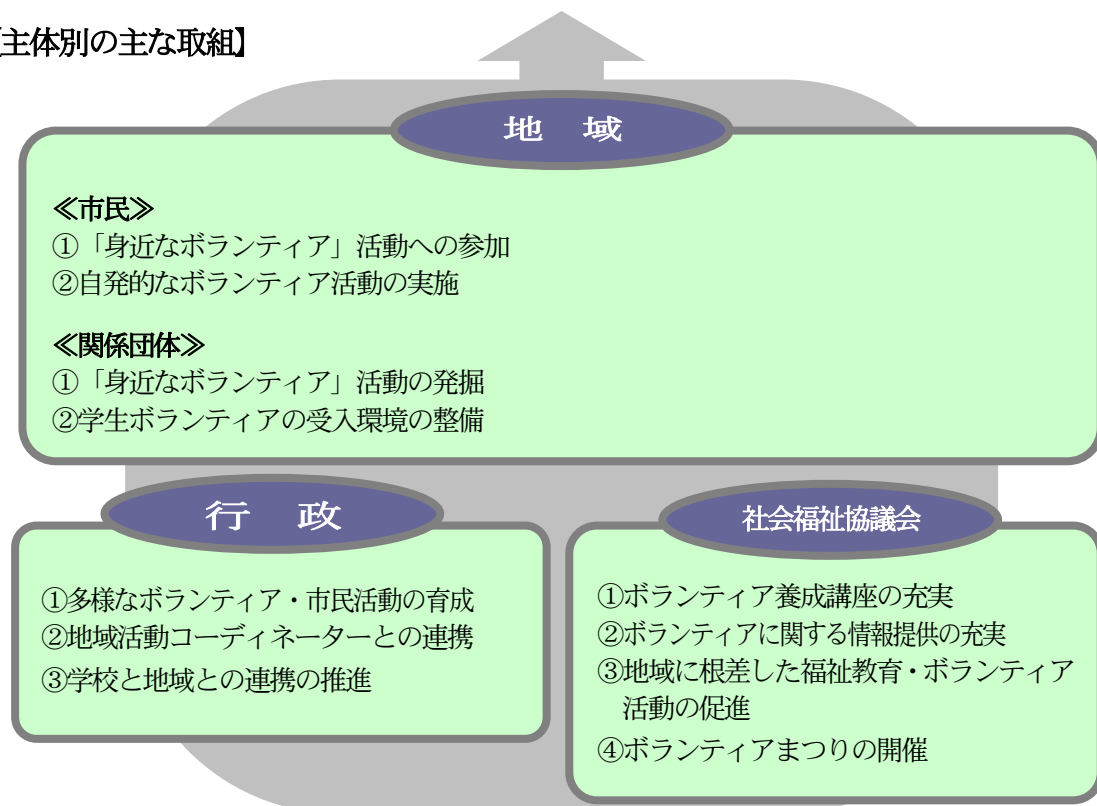 【主体別の主な取組】
地　域
≪市民≫
①「身近なボランティア」活動への参加
②自発的なボランティア活動の実施
≪関係団体≫
①「身近なボランティア」活動の発掘
②学生ボランティアの受入環境の整備
行　政
①多様なボランティア・市民活動の育成
②地域活動コーディネーターとの連携
③学校と地域との連携の推進
社会福祉協議会
①ボランティア養成講座の充実
②ボランティアに関する情報提供の充実
③地域に根差した福祉教育・ボランティア
活動の促進
④ボランティアまつりの開催